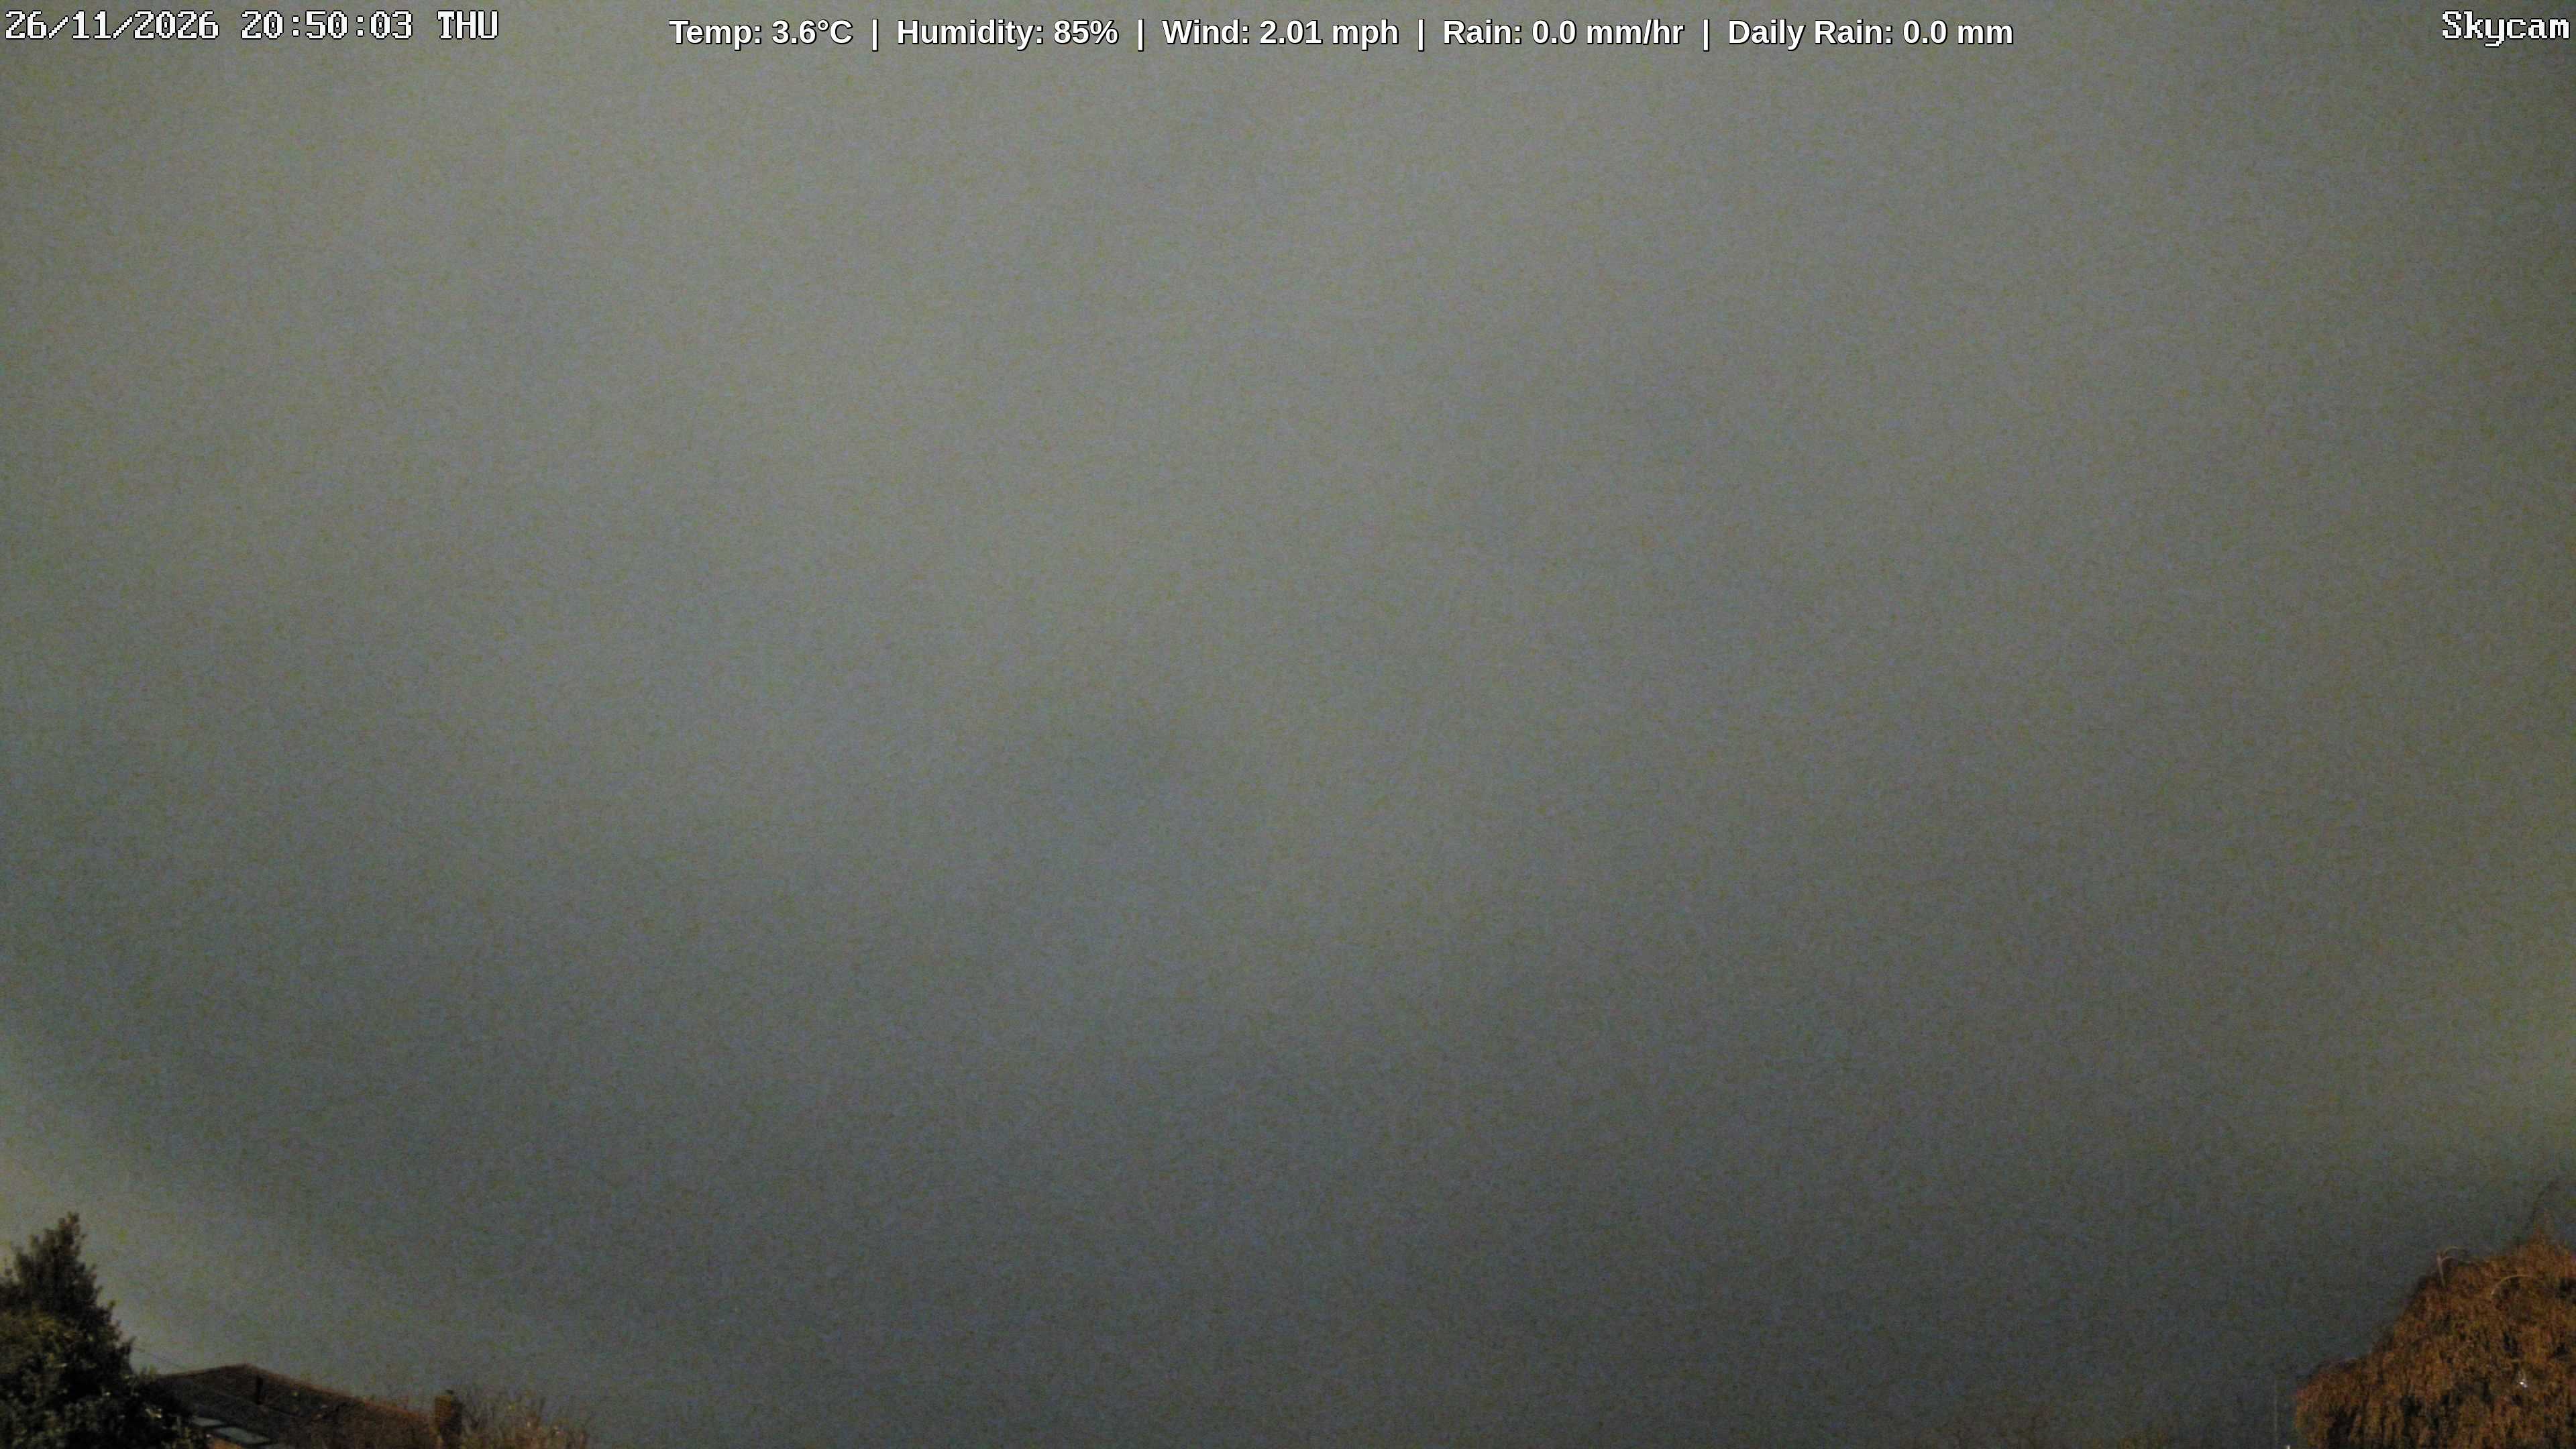 26/11/2026 20:50:03 THU
Temp: 3.6°C | Humidity: 85% | Wind: 2.01 mph | Rain: 0.0 mm/hr | Daily Rain: 0.0 mm
Skycam